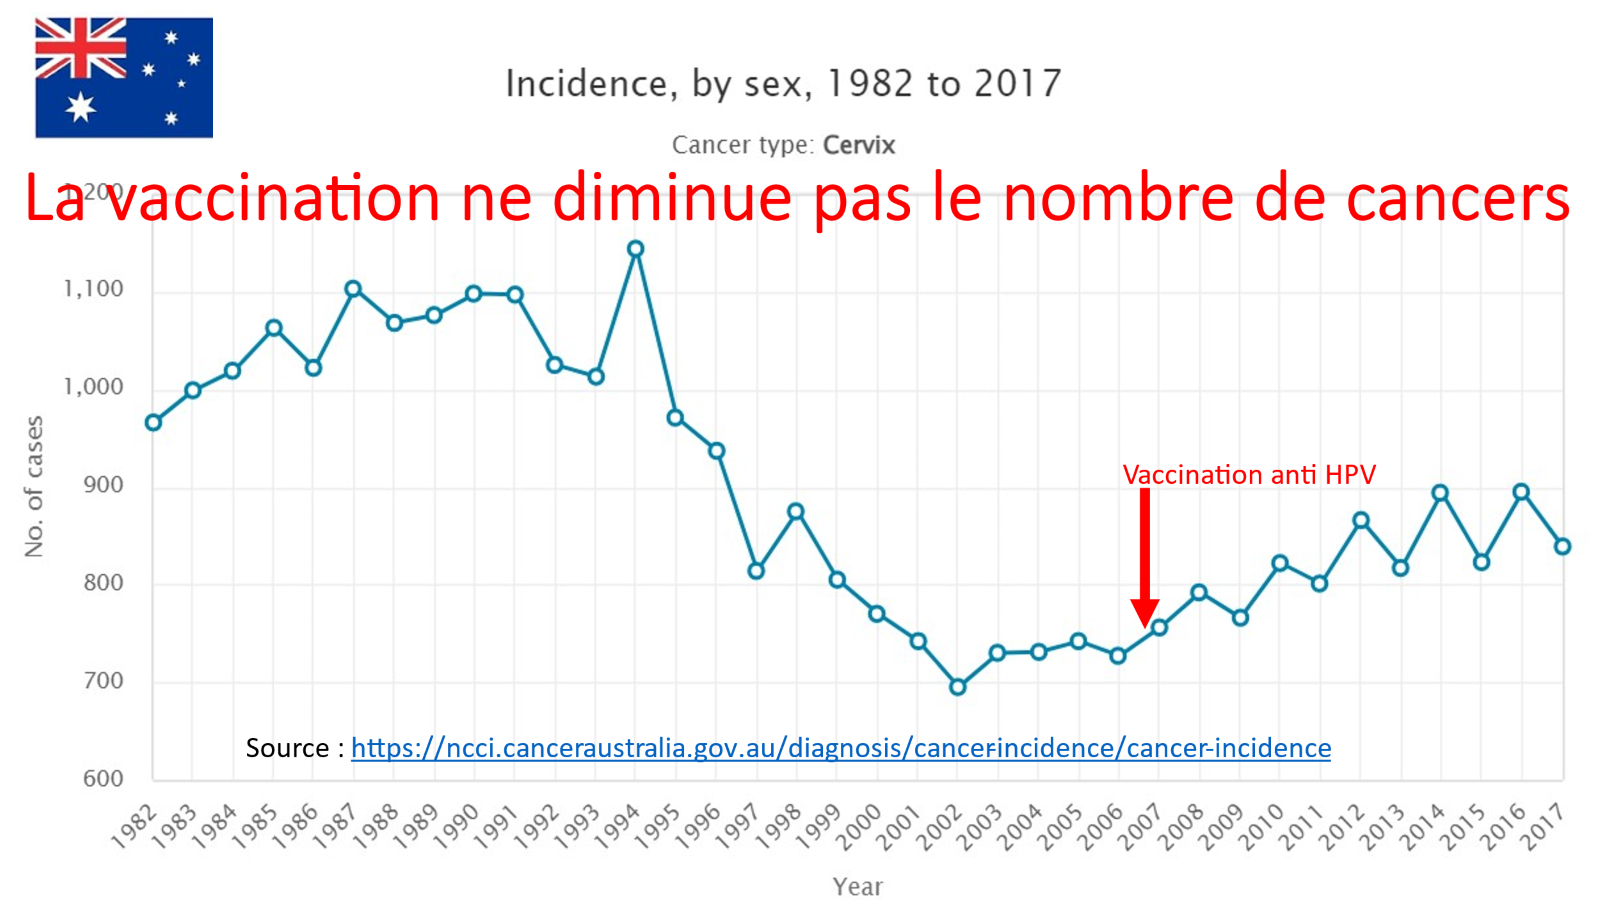 Incidence, by sex, 1982 to 2017
Cancer type: Cervix
La vaccination ne diminue pas le nombre de cancers
1,200
1,100
1,000
900
800
700
600
No. of cases
Vaccination anti HPV
Source : https://ncci.canceraustralia.gov.au/diagnosis/cancer-incidence/cancer-incidence
1982 1983 1984 1985 1986 1987 1988 1989 1990 1991 1992 1993 1994 1995 1996 1997 1998 1999 2000 2001 2002 2003 2004 2005 2006 2007 2008 2009 2010 2011 2012 2013 2014 2015 2016 2017
Year